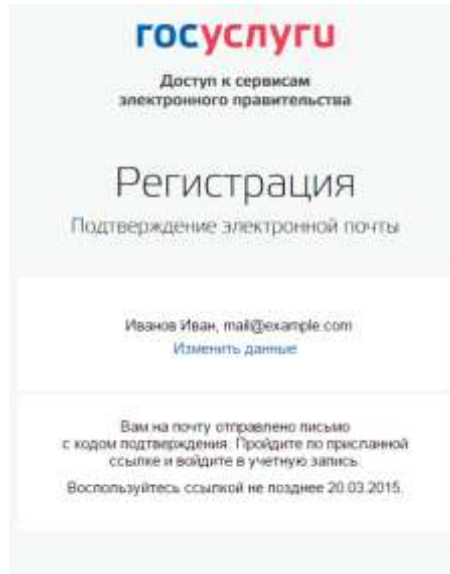 госуслуги
Доступ к сервисам
электронного правительства
Регистрация
Подтверждение электронной почты
Иванов Иван, mail@example.com
Изменить данные
Вам на почту отправлено письмо
с кодом подтверждения. Пройдите по присланной
ссылке и войдите в учетную запись.
Воспользуйтесь ссылкой не позднее 20.03.2015.